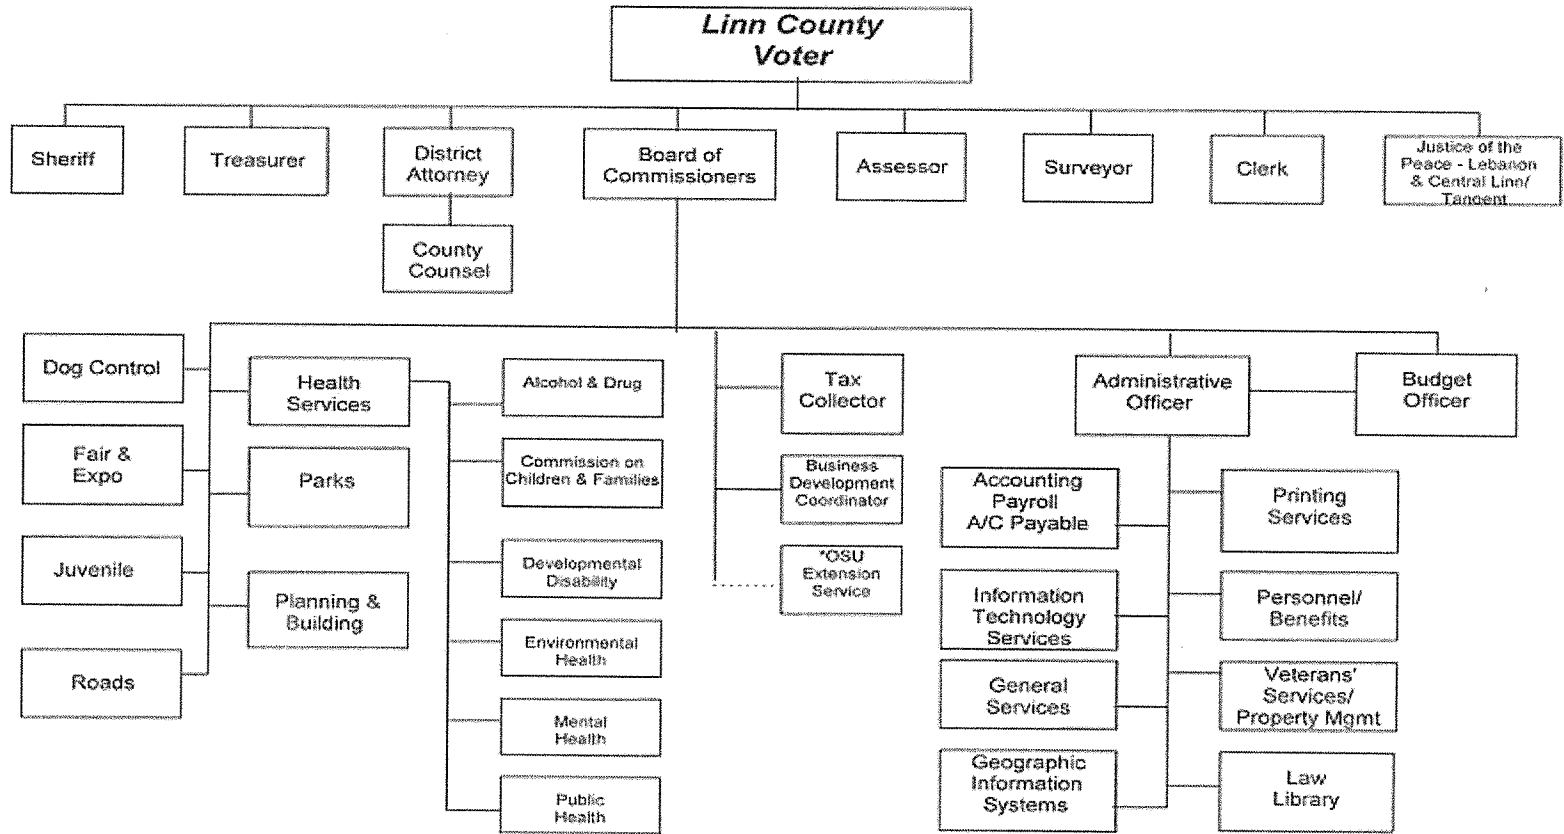 Linn County
Voter
Sheriff
Treasurer
District
Attorney
Board of
Commissioners
Assessor
Surveyor
Clerk
Justice of the
Peace - Lebanon
& Central Linn/
Tangent
County
Counsel
Dog Control
Fair &
Expo
Juvenile
Roads
Health
Services
Parks
Planning &
Building
Alcohol & Drug
Commission on
Children & Families
Developmental
Disability
Environmental
Health
Mental
Health
Public
Health
Tax
Collector
Business
Development
Coordinator
*OSU
Extension
Service
Administrative
Officer
Budget
Officer
Accounting
Payroll
A/C Payable
Information
Technology
Services
General
Services
Geographic
Information
Systems
Printing
Services
Personnel/
Benefits
Veterans'
Services/
Property Mgmt
Law
Library